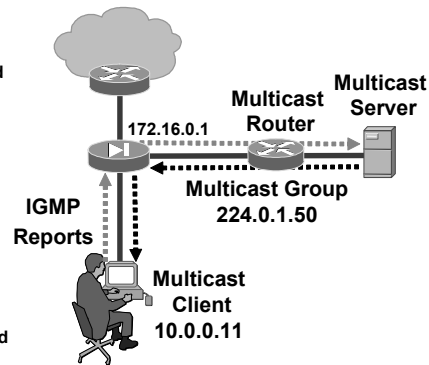 d
Multicast
Server
Multicast
Router
172.16.0.1
Multicast Group
224.0.1.50
IGMP
Reports
Multicast
Client
10.0.0.11
d